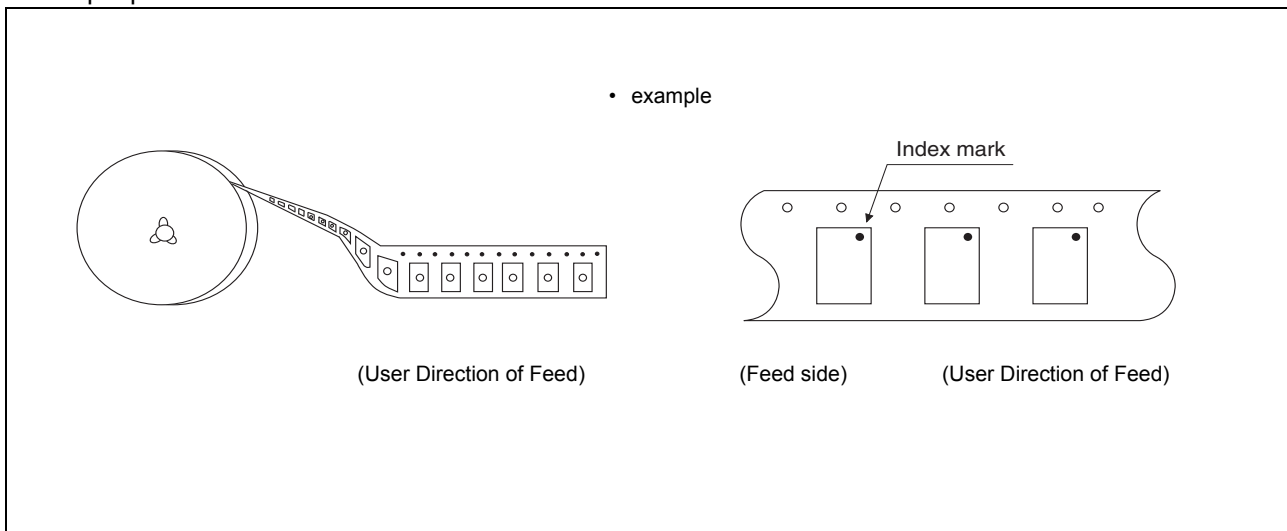 • example
Index mark
(User Direction of Feed)
(Feed side)
(User Direction of Feed)